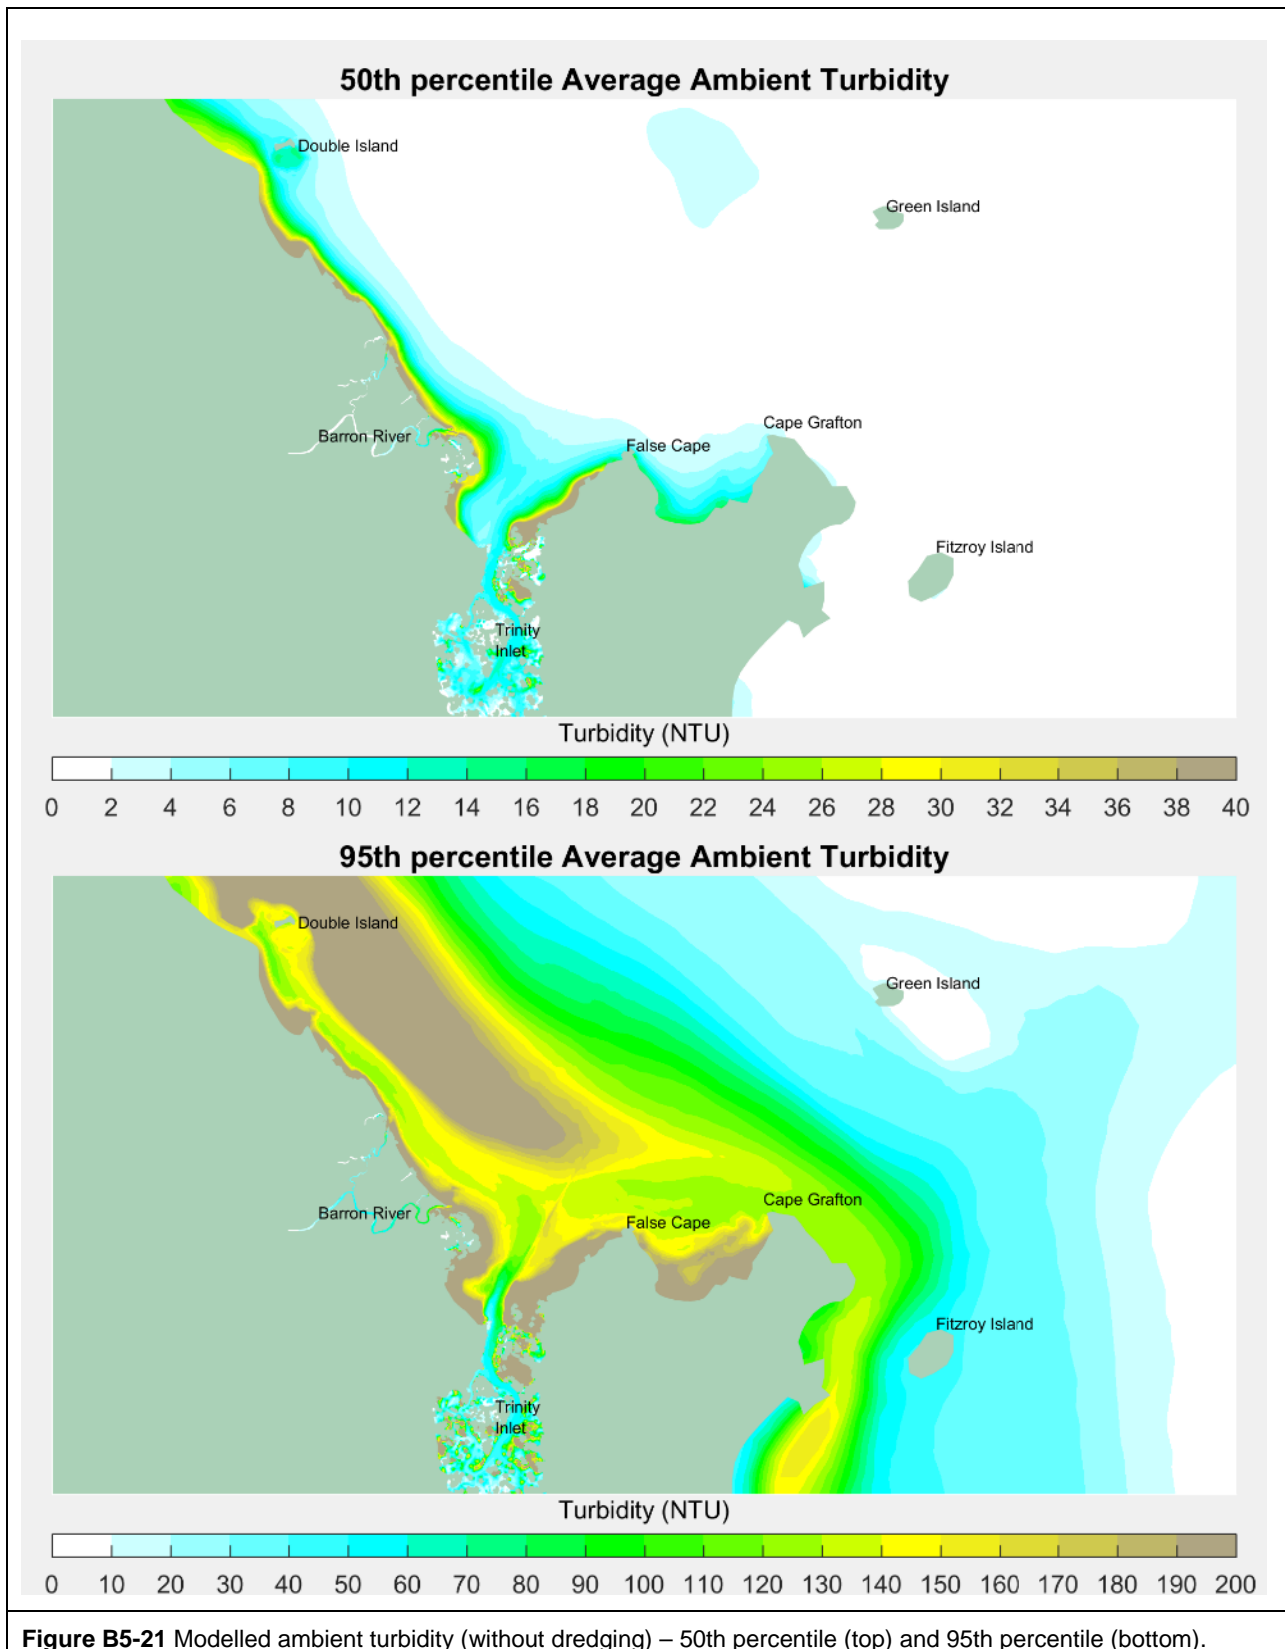 50th percentile Average Ambient Turbidity
Double Island
Green Island
Cape Grafton
Barron River
False Cape
Fitzroy Island
Trinity
Inlet
Turbidity (NTU)
0 2 4 6 8 10 12 14 16 18 20 22 24 26 28 30 32 34 36 38 40
95th percentile Average Ambient Turbidity
Double Island
Green Island
Cape Grafton
Barron River
False Cape
Fitzroy Island
Trinity
Inlet
Turbidity (NTU)
0 10 20 30 40 50 60 70 80 90 100 110 120 130 140 150 160 170 180 190 200
Figure B5-21 Modelled ambient turbidity (without dredging) – 50th percentile (top) and 95th percentile (bottom).